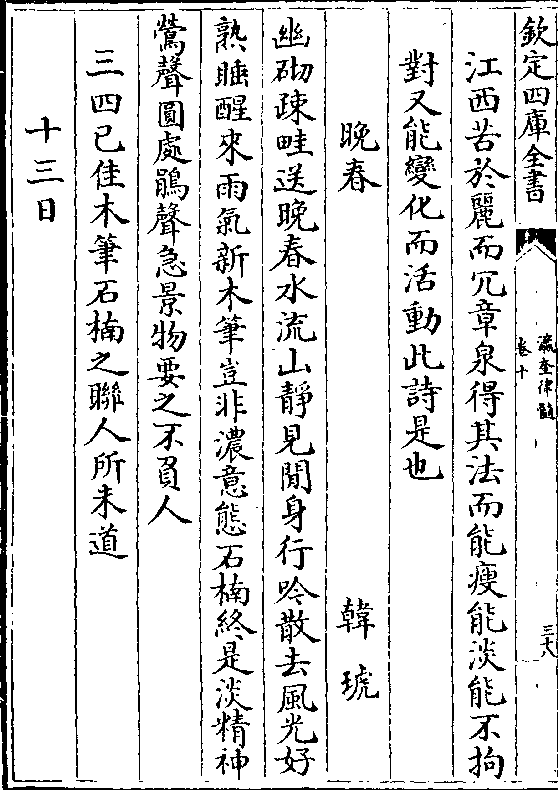 欽定四庫全書
瀛奎律髓
卷十
三十八
江西苦於麗而冗章泉得其法而能瘦能淡能不拘
對又能變化而活動此詩是也
晚春 韓琥
幽砌疎畦送晚春水流山靜見閒身行吟散去風光好
熟睡醒來雨氣新木筆豈非濃意態石楠終是淡精神
鶯聲圓處鵑聲急景物要之不負人
三四已佳木筆石楠之聯人所未道
十三日